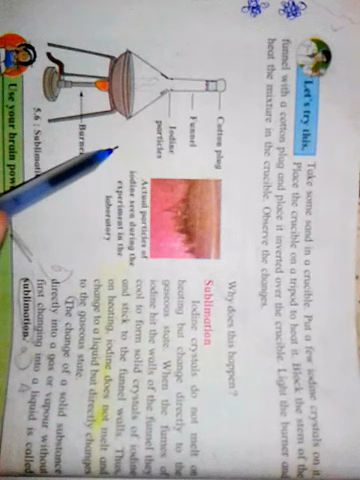 Let's try this.
Take some sand in a crucible. Put a few iodine crystals on it.
Place the crucible on a tripod to heat it. Block the stem of the
funnel with a cotton plug and place it inverted over the crucible. Light the burner and
heat the mixture in the crucible. Observe the changes.
Cotton plug
Funnel
Iodine
particles
Burner
5.6 : Sublimati
Actual particles of
iodine seen during the
experiment in the
laboratory
Why does this happen?
Sublimation
Iodine crystals do not melt on
heating but change directly to the
gaseous state. When the fumes of
iodine hit the walls of the funnel they
cool to form solid crystals of iodine
and stick to the funnel walls. Thus,
on heating, iodine does not melt and
change to a liquid but directly changes
to the gaseous state.
The change of a solid substance
directly into a gas or vapour without
first changing into a liquid is called
sublimation.
Use your brain pow